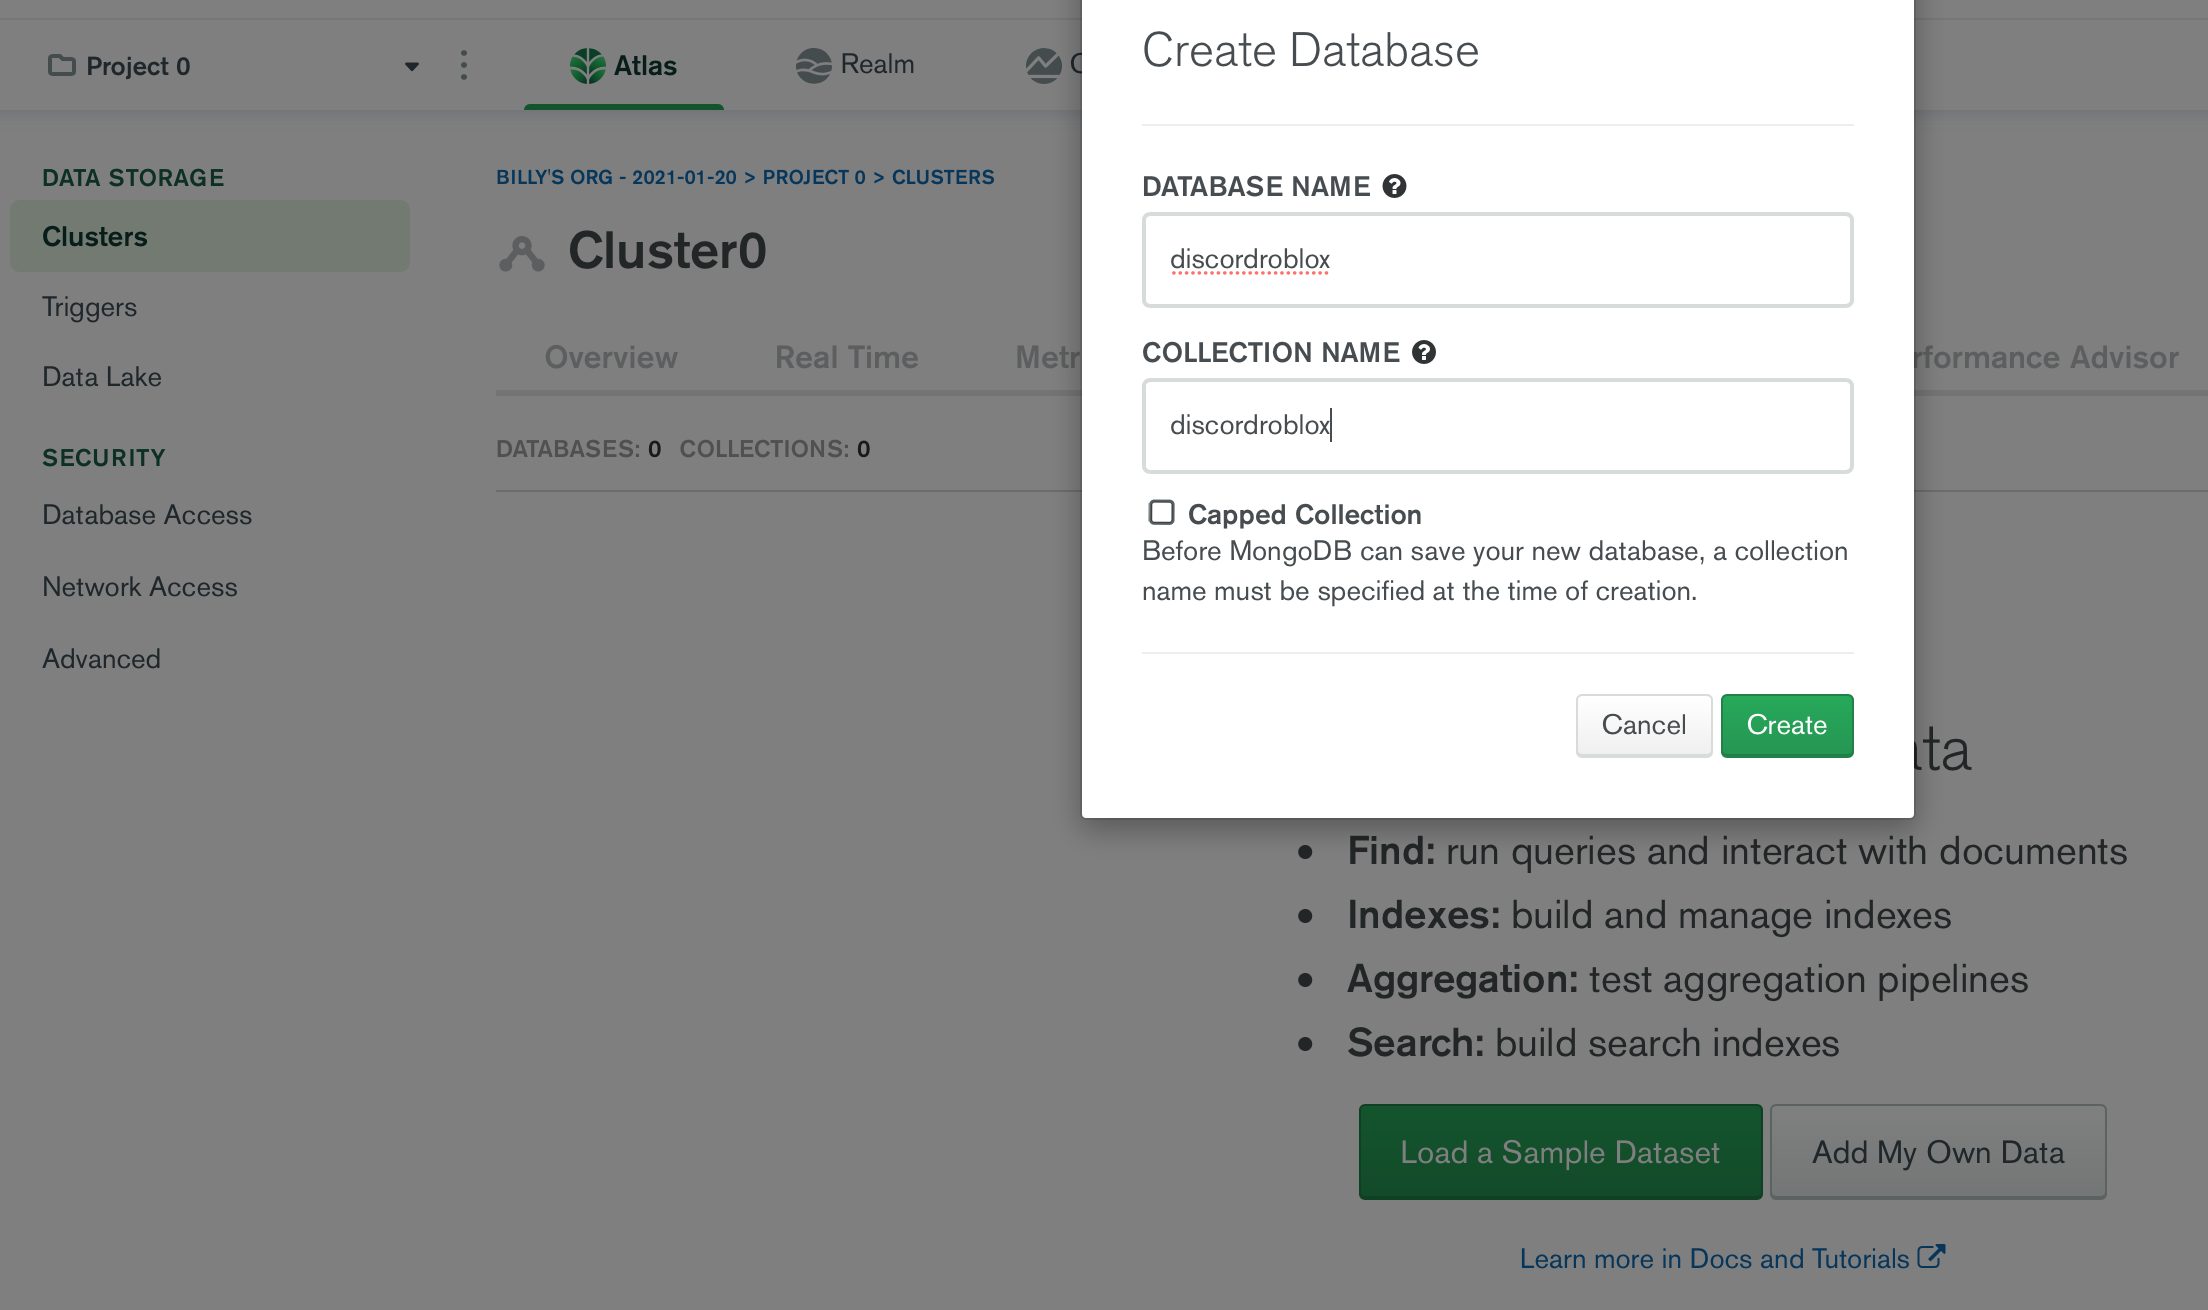 Project 0
Atlas
Realm
Create Database
DATA STORAGE
Clusters
Triggers
Data Lake
SECURITY
Database Access
Network Access
Advanced
BILLY'S ORG - 2021-01-20 > PROJECT 0 > CLUSTERS
Cluster0
Overview Real Time
Advisor
DATABASES: 0 COLLECTIONS: 0
DATABASE NAME ?
discordroblox
COLLECTION NAME ?
discordroblox
Capped Collection
Before MongoDB can save your new database, a collection
name must be specified at the time of creation.
Cancel Create
Find: run queries and interact with documents
Indexes: build and manage indexes
Aggregation: test aggregation pipelines
Search: build search indexes
Load a Sample Dataset Add My Own Data
Learn more in Docs and Tutorials